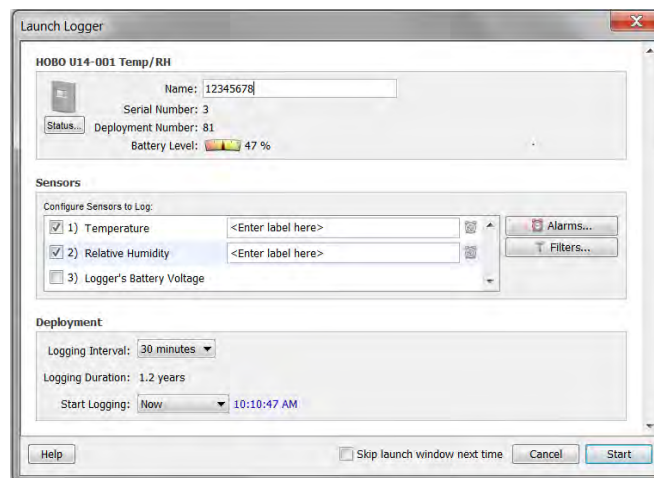 Launch Logger
HOBO U14-001 Temp/RH
Name: 12345678
Serial Number: 3
Status... Deployment Number: 81
Battery Level: 47 %
Sensors
Configure Sensors to Log:
1) Temperature <Enter label here>
Alarms...
2) Relative Humidity <Enter label here>
Filters...
3) Logger's Battery Voltage
Deployment
Logging Interval: 30 minutes
Logging Duration: 1.2 years
Start Logging: Now 10:10:47 AM
Help Skip launch window next time Cancel Start